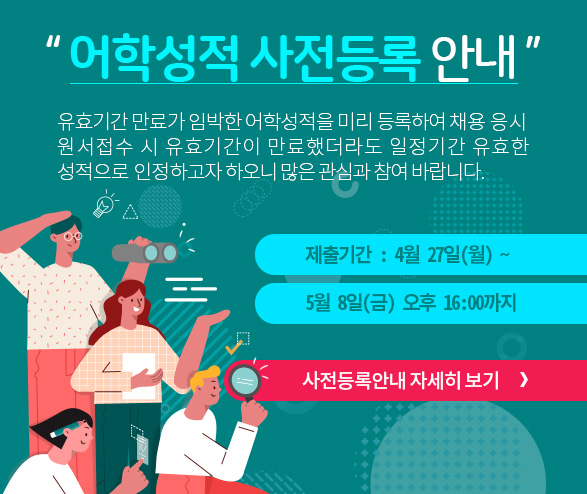 “ 어학성적 사전등록 안내 ”
유효기간 만료가 임박한 어학성적을 미리 등록하여 채용 응시
원서접수 시 유효기간이 만료했더라도 일정기간 유효한
성적으로 인정하고자 하오니 많은 관심과 참여 바랍니다.
제출기간 : 4월 27일(월) ~
5월 8일(금) 오후 16:00까지
사전등록안내 자세히 보기 》